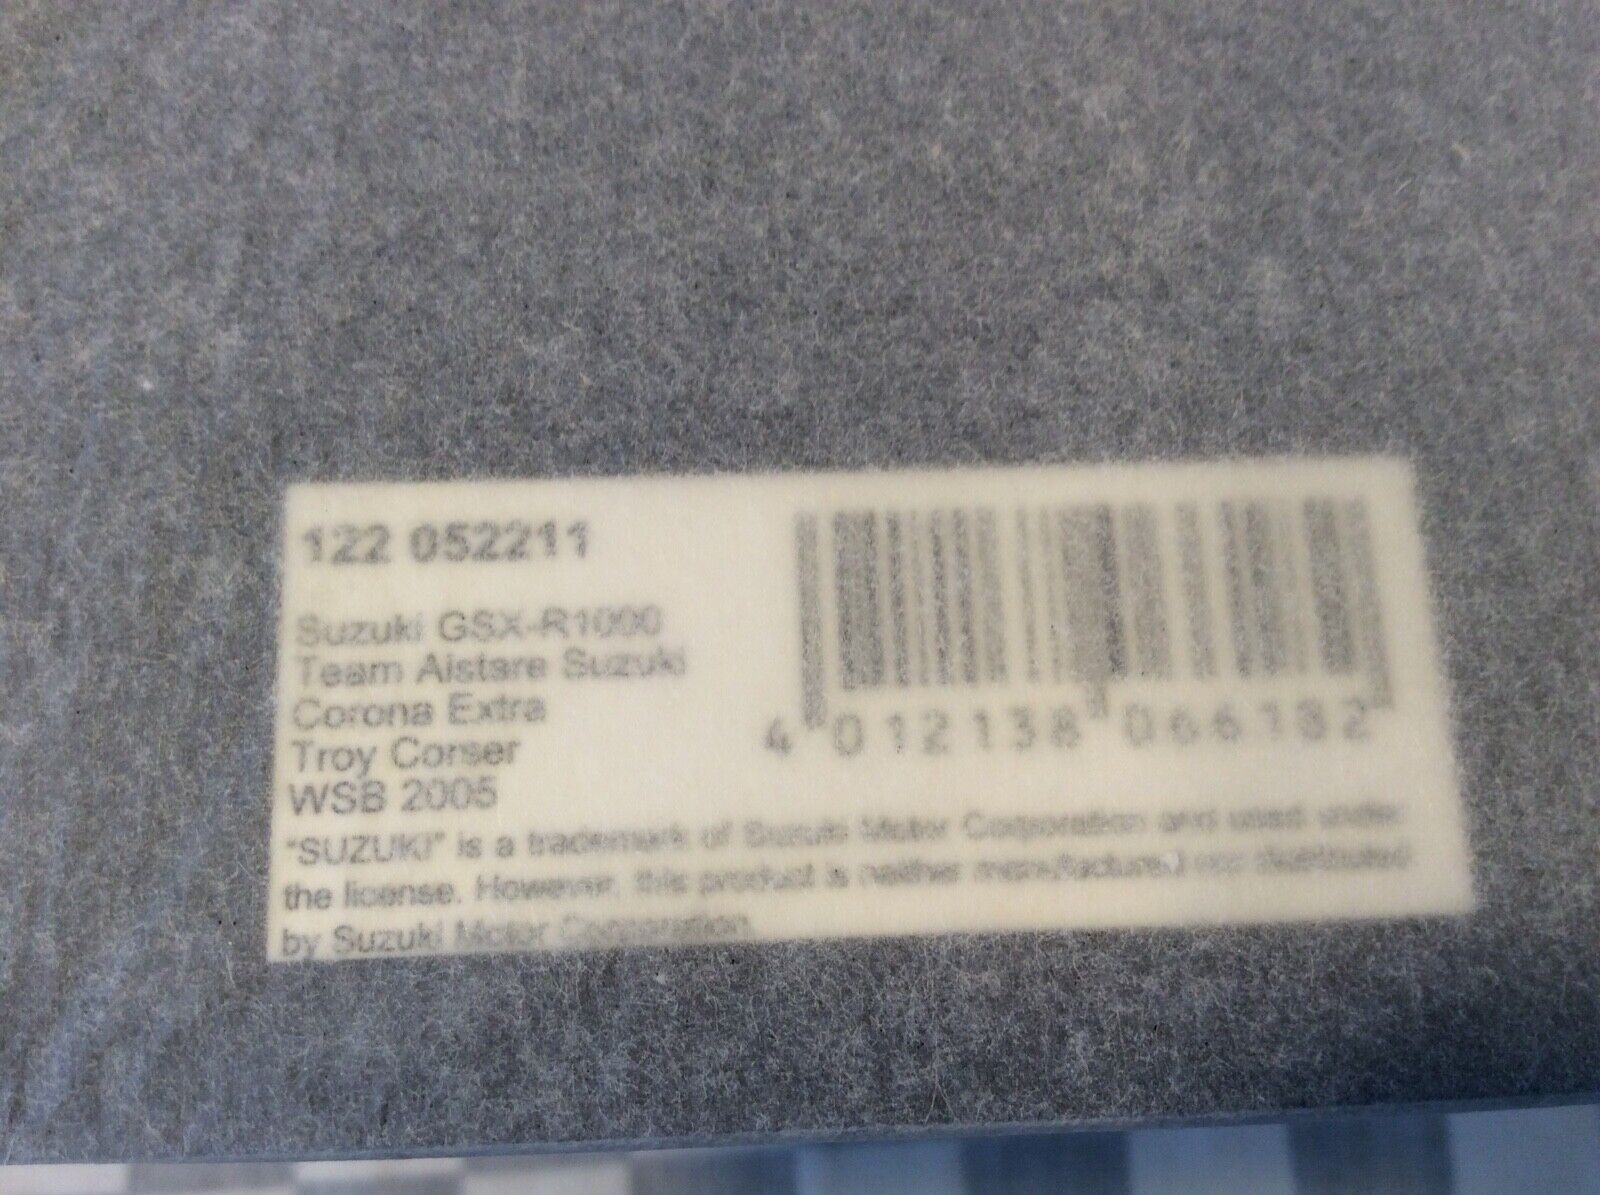 122 052211
Suzuki GSX-R1000
Team Alstare Suzuki
Corona Extra
Troy Corser
WSB 2005
4 012138 066182
"SUZUKI" is a trademark of Suzuki Motor Corporation and used under
the license. However, this product is neither manufactured nor distributed
by Suzuki Motor Corporation.